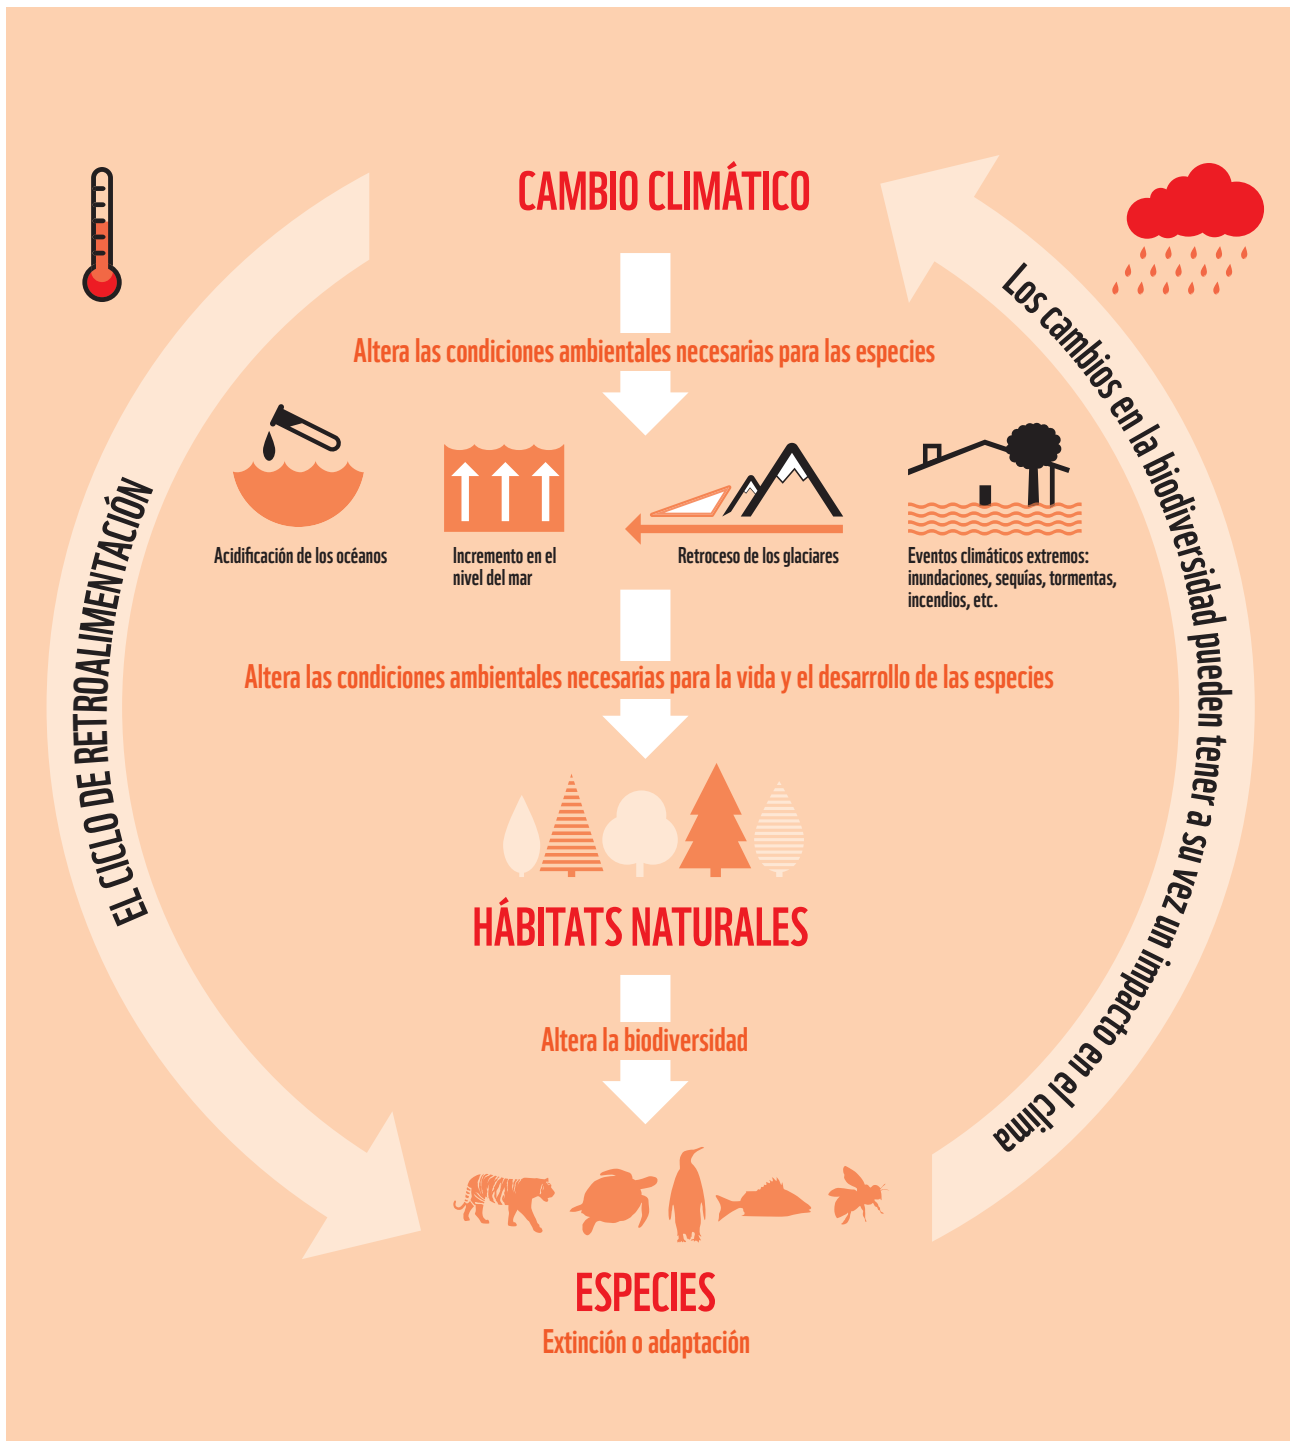 CAMBIO CLIMÁTICO
Altera las condiciones ambientales necesarias para las especies
Acidificación de los océanos
Incremento en el
nivel del mar
Retroceso de los glaciares
Eventos climáticos extremos:
inundaciones, sequías, tormentas,
incendios, etc.
Altera las condiciones ambientales necesarias para la vida y el desarrollo de las especies
HÁBITATS NATURALES
Altera la biodiversidad
ESPECIES
Extinción o adaptación
EL CICLO DE RETROALIMENTACIÓN
Los cambios en la biodiversidad pueden tener a su vez un impacto en el clima